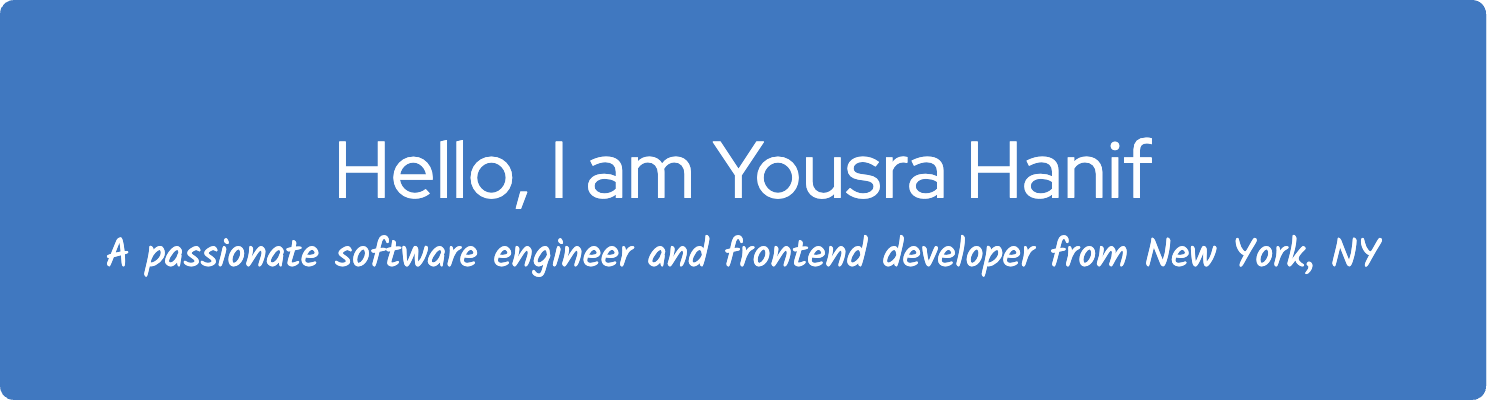 Hello, I am Yousra Hanif
A passionate software engineer and frontend developer from New York, NY